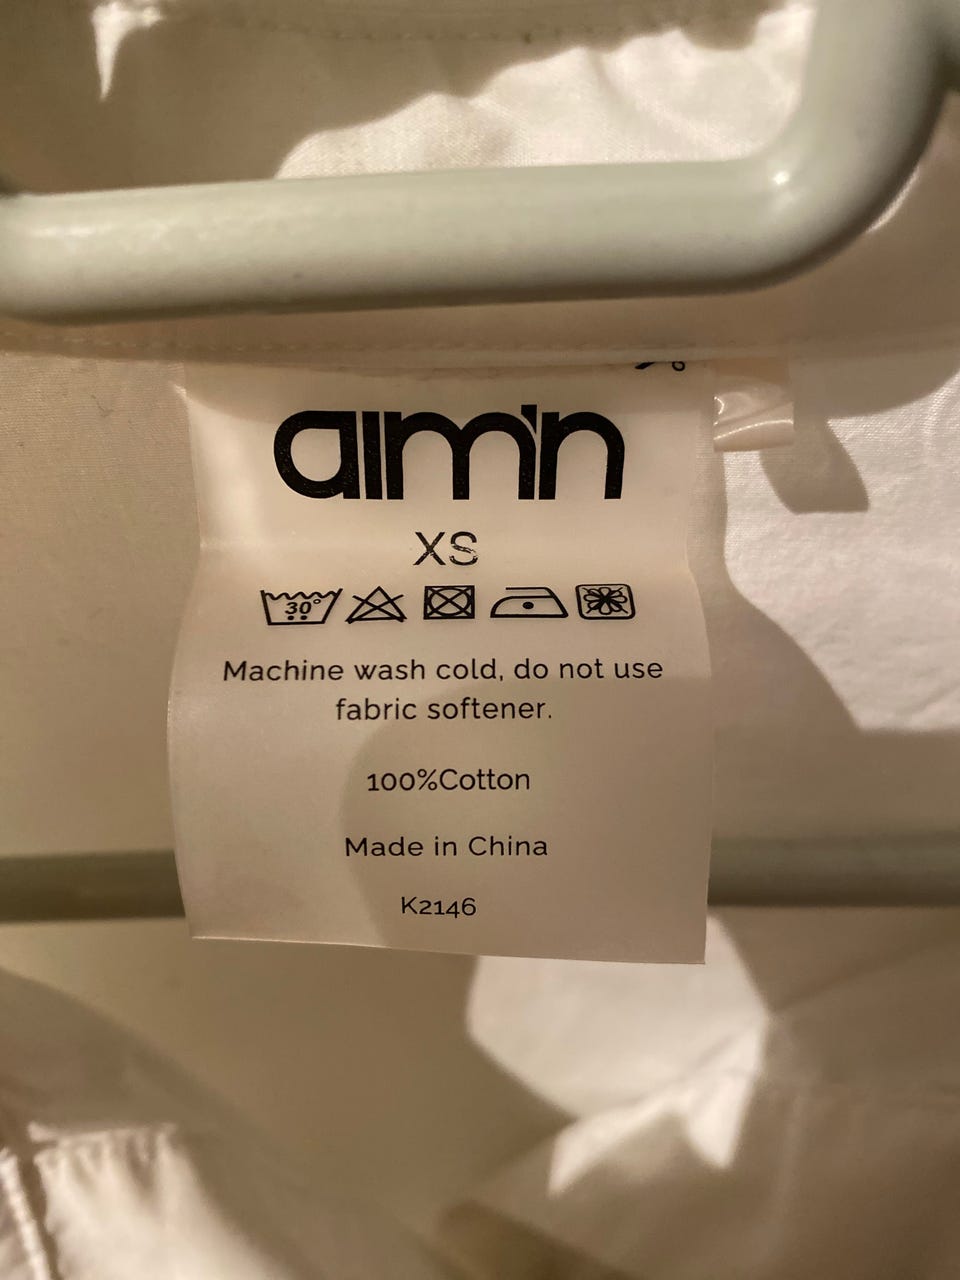 aim'n
XS
30°
Machine wash cold, do not use
fabric softener.
100%Cotton
Made in China
K2146